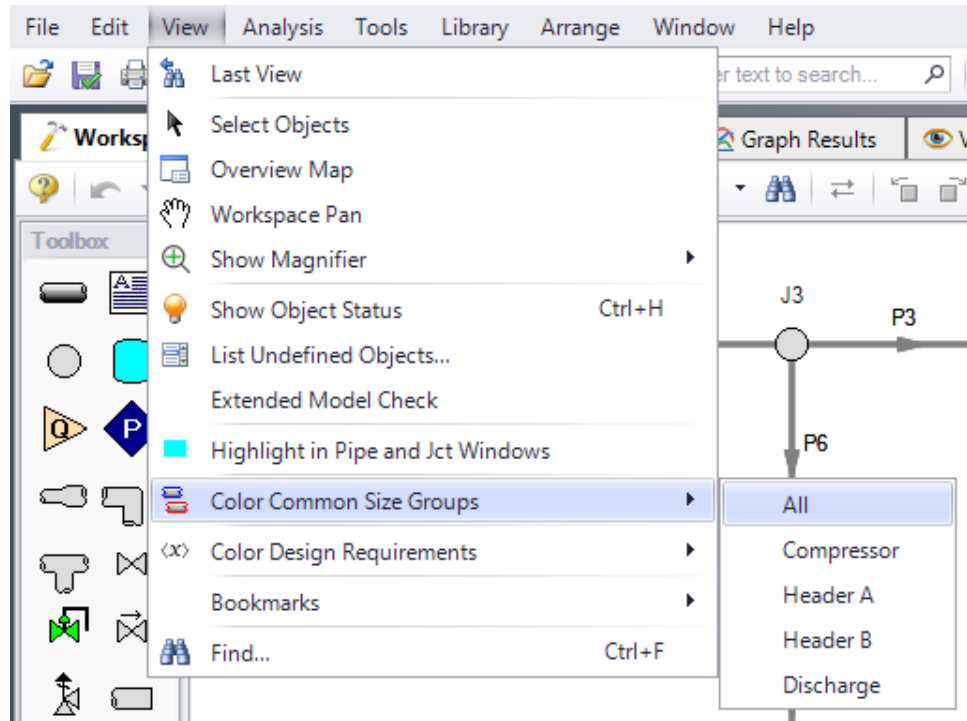 File Edit View Analysis Tools Library Arrange Window Help
Last View
er text to search...
Select Objects
Works
Graph Results
Overview Map
Workspace Pan
Toolbox
Show Magnifier
A
J3
P3
Show Object Status Ctrl+H
List Undefined Objects...
Extended Model Check
Q P
Highlight in Pipe and Jct Windows
P6
Color Common Size Groups
All
⟨x⟩ Color Design Requirements
Compressor
Bookmarks
Header A
Find... Ctrl+F
Header B
Discharge